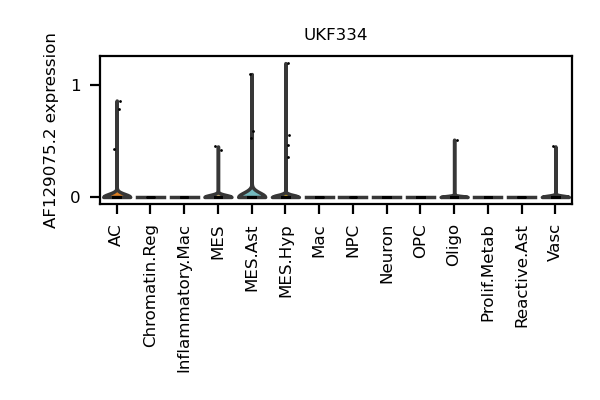 UKF334
AF129075.2 expression
1
0
AC
Chromatin.Reg
Inflammatory.Mac
MES
MES.Ast
MES.Hyp
Mac
NPC
Neuron
OPC
Oligo
Prolif.Metab
Reactive.Ast
Vasc